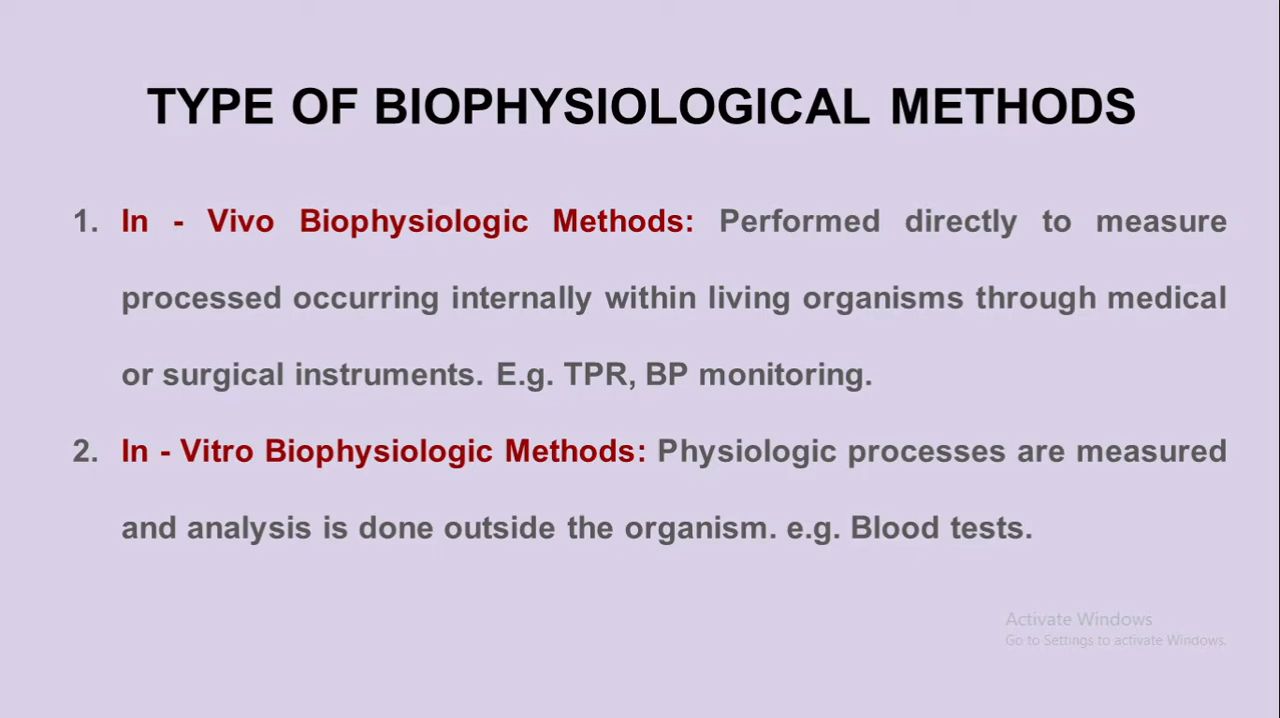 TYPE OF BIOPHYSIOLOGICAL METHODS
1. In - Vivo Biophysiologic Methods: Performed directly to measure
processed occurring internally within living organisms through medical
or surgical instruments. E.g. TPR, BP monitoring.
2. In - Vitro Biophysiologic Methods: Physiologic processes are measured
and analysis is done outside the organism. e.g. Blood tests.
Activate Windows
Go to Settings to activate Windows.